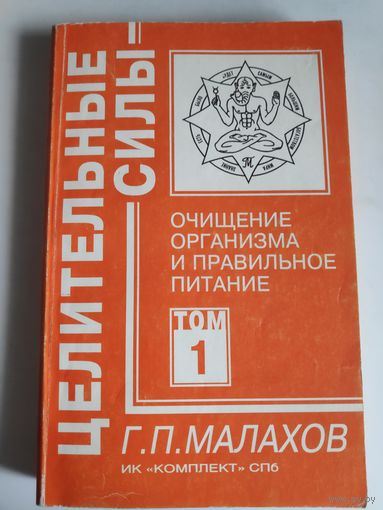 ЦЕЛИТЕЛЬНЫЕ
СИЛЫ
ОЧИЩЕНИЕ
ОРГАНИЗМА
И ПРАВИЛЬНОЕ
ПИТАНИЕ
ТОМ
1
Г.П.МАЛАХОВ
ИК «КОМПЛЕКТ» СПб